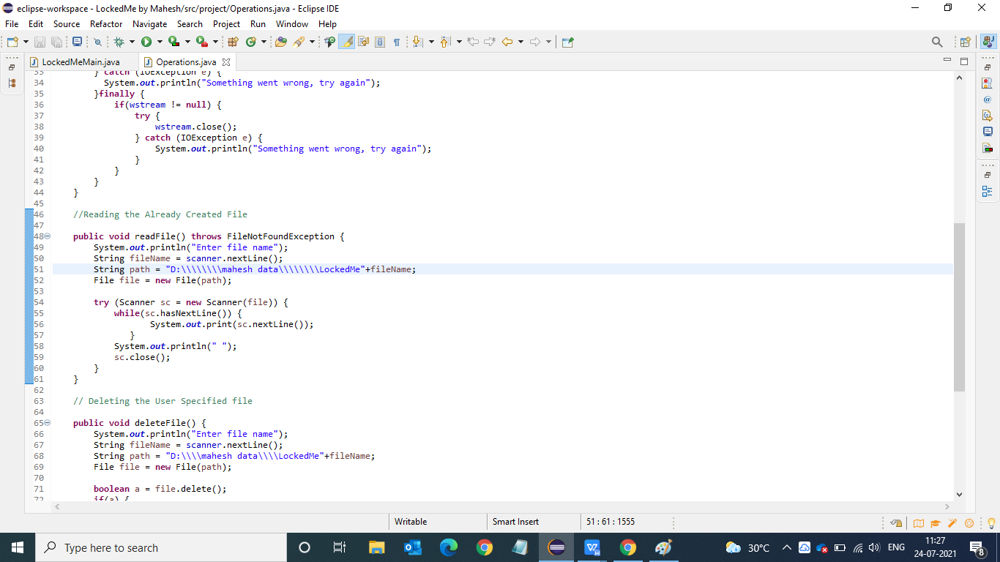 eclipse-workspace - LockedMe by Mahesh/src/project/Operations.java - Eclipse IDE
File Edit Source Refactor Navigate Search Project Run Window Help
LockedMeMain.java Operations.java
33 } catch (IOException e) {
34 System.out.println("Something went wrong, try again");
35 }finally {
36 if(wstream != null) {
37 try {
38 wstream.close();
39 } catch (IOException e) {
40 System.out.println("Something went wrong, try again");
41 }
42 }
43 }
44 }
45
46 //Reading the Already Created File
47
48 public void readFile() throws FileNotFoundException {
49 System.out.println("Enter file name");
50 String fileName = scanner.nextLine();
51 String path = "D:\\\\\\\\mahesh data\\\\\\\\LockedMe"+fileName;
52 File file = new File(path);
53
54 try (Scanner sc = new Scanner(file)) {
55 while(sc.hasNextLine()) {
56 System.out.print(sc.nextLine());
57 }
58 System.out.println(" ");
59 sc.close();
60 }
61 }
62
63 // Deleting the User Specified file
64
65 public void deleteFile() {
66 System.out.println("Enter file name");
67 String fileName = scanner.nextLine();
68 String path = "D:\\\\mahesh data\\\\LockedMe"+fileName;
69 File file = new File(path);
70
71 boolean a = file.delete();
72 if(a) {
Writable Smart Insert 51 : 61 : 1555
Type here to search 30°C ENG 11:27
24-07-2021 8